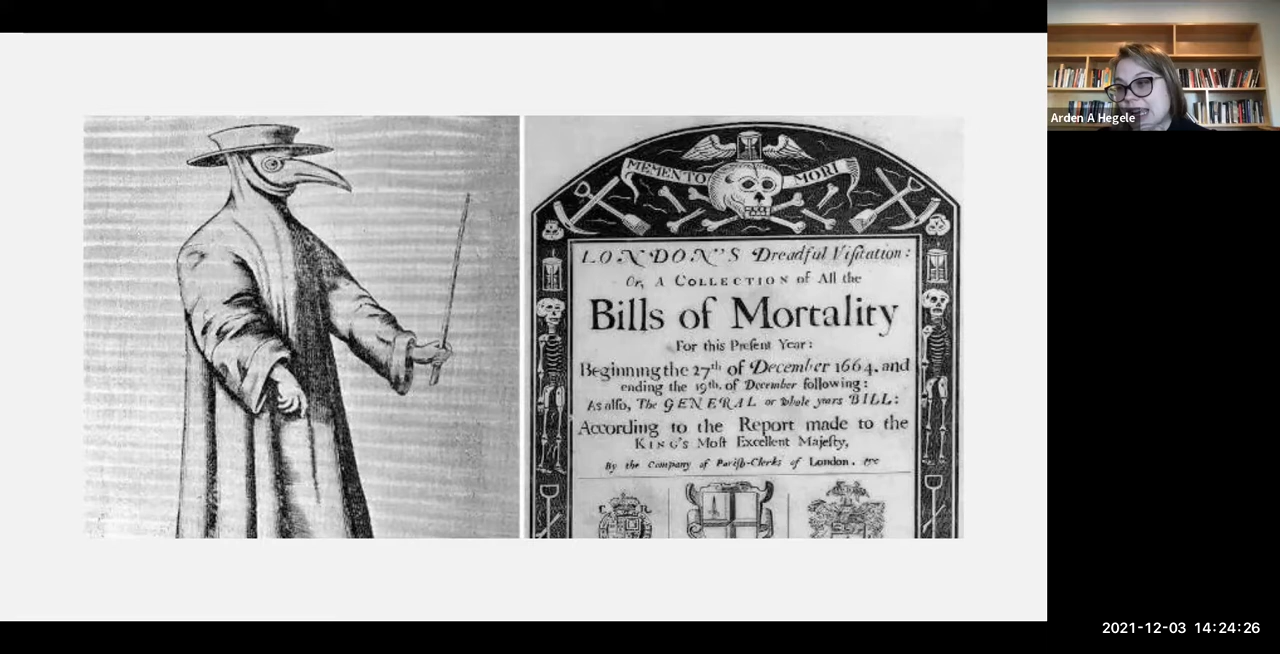 MEMENTO MORI
LONDON'S Dreadful Viſitation:
Or, A COLLECTION of All the
Bills of Mortality
For this Preſent Year:
Beginning the 27th of December 1664. and
ending the 19th. of December following:
As alſo, The GENERAL or whole years BILL:
According to the Report made to the
KING'S Moſt Excellent Majeſty,
By the Company of Pariſh-Clerks of London. &c
Arden A Hegele
2021-12-03 14:24:26